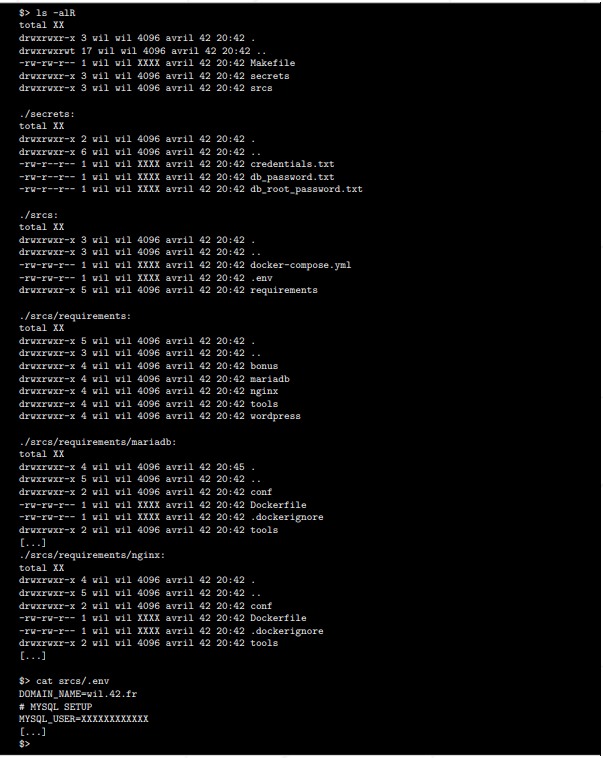 $> ls -alR
total XX
drwxrwxr-x 3 wil wil 4096 avril 42 20:42 .
drwxrwxrwt 17 wil wil 4096 avril 42 20:42 ..
-rw-rw-r-- 1 wil wil XXXX avril 42 20:42 Makefile
drwxrwxr-x 3 wil wil 4096 avril 42 20:42 secrets
drwxrwxr-x 3 wil wil 4096 avril 42 20:42 srcs

./secrets:
total XX
drwxrwxr-x 2 wil wil 4096 avril 42 20:42 .
drwxrwxr-x 6 wil wil 4096 avril 42 20:42 ..
-rw-r--r-- 1 wil wil XXXX avril 42 20:42 credentials.txt
-rw-r--r-- 1 wil wil XXXX avril 42 20:42 db_password.txt
-rw-r--r-- 1 wil wil XXXX avril 42 20:42 db_root_password.txt

./srcs:
total XX
drwxrwxr-x 3 wil wil 4096 avril 42 20:42 .
drwxrwxr-x 3 wil wil 4096 avril 42 20:42 ..
-rw-rw-r-- 1 wil wil XXXX avril 42 20:42 docker-compose.yml
-rw-rw-r-- 1 wil wil XXXX avril 42 20:42 .env
drwxrwxr-x 5 wil wil 4096 avril 42 20:42 requirements

./srcs/requirements:
total XX
drwxrwxr-x 5 wil wil 4096 avril 42 20:42 .
drwxrwxr-x 3 wil wil 4096 avril 42 20:42 ..
drwxrwxr-x 4 wil wil 4096 avril 42 20:42 bonus
drwxrwxr-x 4 wil wil 4096 avril 42 20:42 mariadb
drwxrwxr-x 4 wil wil 4096 avril 42 20:42 nginx
drwxrwxr-x 4 wil wil 4096 avril 42 20:42 tools
drwxrwxr-x 4 wil wil 4096 avril 42 20:42 wordpress

./srcs/requirements/mariadb:
total XX
drwxrwxr-x 4 wil wil 4096 avril 42 20:45 .
drwxrwxr-x 5 wil wil 4096 avril 42 20:42 ..
drwxrwxr-x 2 wil wil 4096 avril 42 20:42 conf
-rw-rw-r-- 1 wil wil XXXX avril 42 20:42 Dockerfile
-rw-rw-r-- 1 wil wil XXXX avril 42 20:42 .dockerignore
drwxrwxr-x 2 wil wil 4096 avril 42 20:42 tools
[...]
./srcs/requirements/nginx:
total XX
drwxrwxr-x 4 wil wil 4096 avril 42 20:42 .
drwxrwxr-x 5 wil wil 4096 avril 42 20:42 ..
drwxrwxr-x 2 wil wil 4096 avril 42 20:42 conf
-rw-rw-r-- 1 wil wil XXXX avril 42 20:42 Dockerfile
-rw-rw-r-- 1 wil wil XXXX avril 42 20:42 .dockerignore
drwxrwxr-x 2 wil wil 4096 avril 42 20:42 tools
[...]

$> cat srcs/.env
DOMAIN_NAME=wil.42.fr
# MYSQL SETUP
MYSQL_USER=XXXXXXXXXXXX
[...]
$>